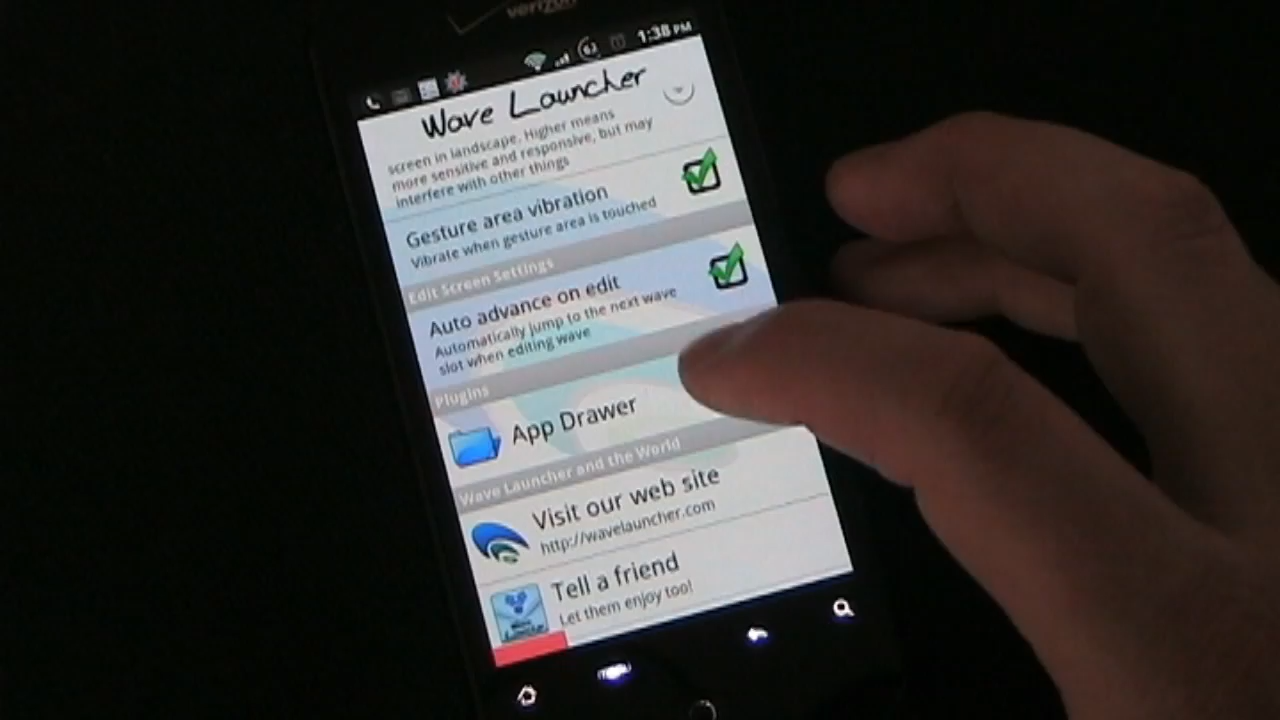 verizon
63 1:38 PM
Wave Launcher
screen in landscape. Higher means
more sensitive and responsive, but may
interfere with other things
Gesture area vibration
Vibrate when gesture area is touched
Edit Screen Settings
Auto advance on edit
Automatically jump to the next wave
slot when editing wave
Plugins
App Drawer
Wave Launcher and the World
Visit our web site
http://wavelauncher.com
Tell a friend
Let them enjoy too!
menu